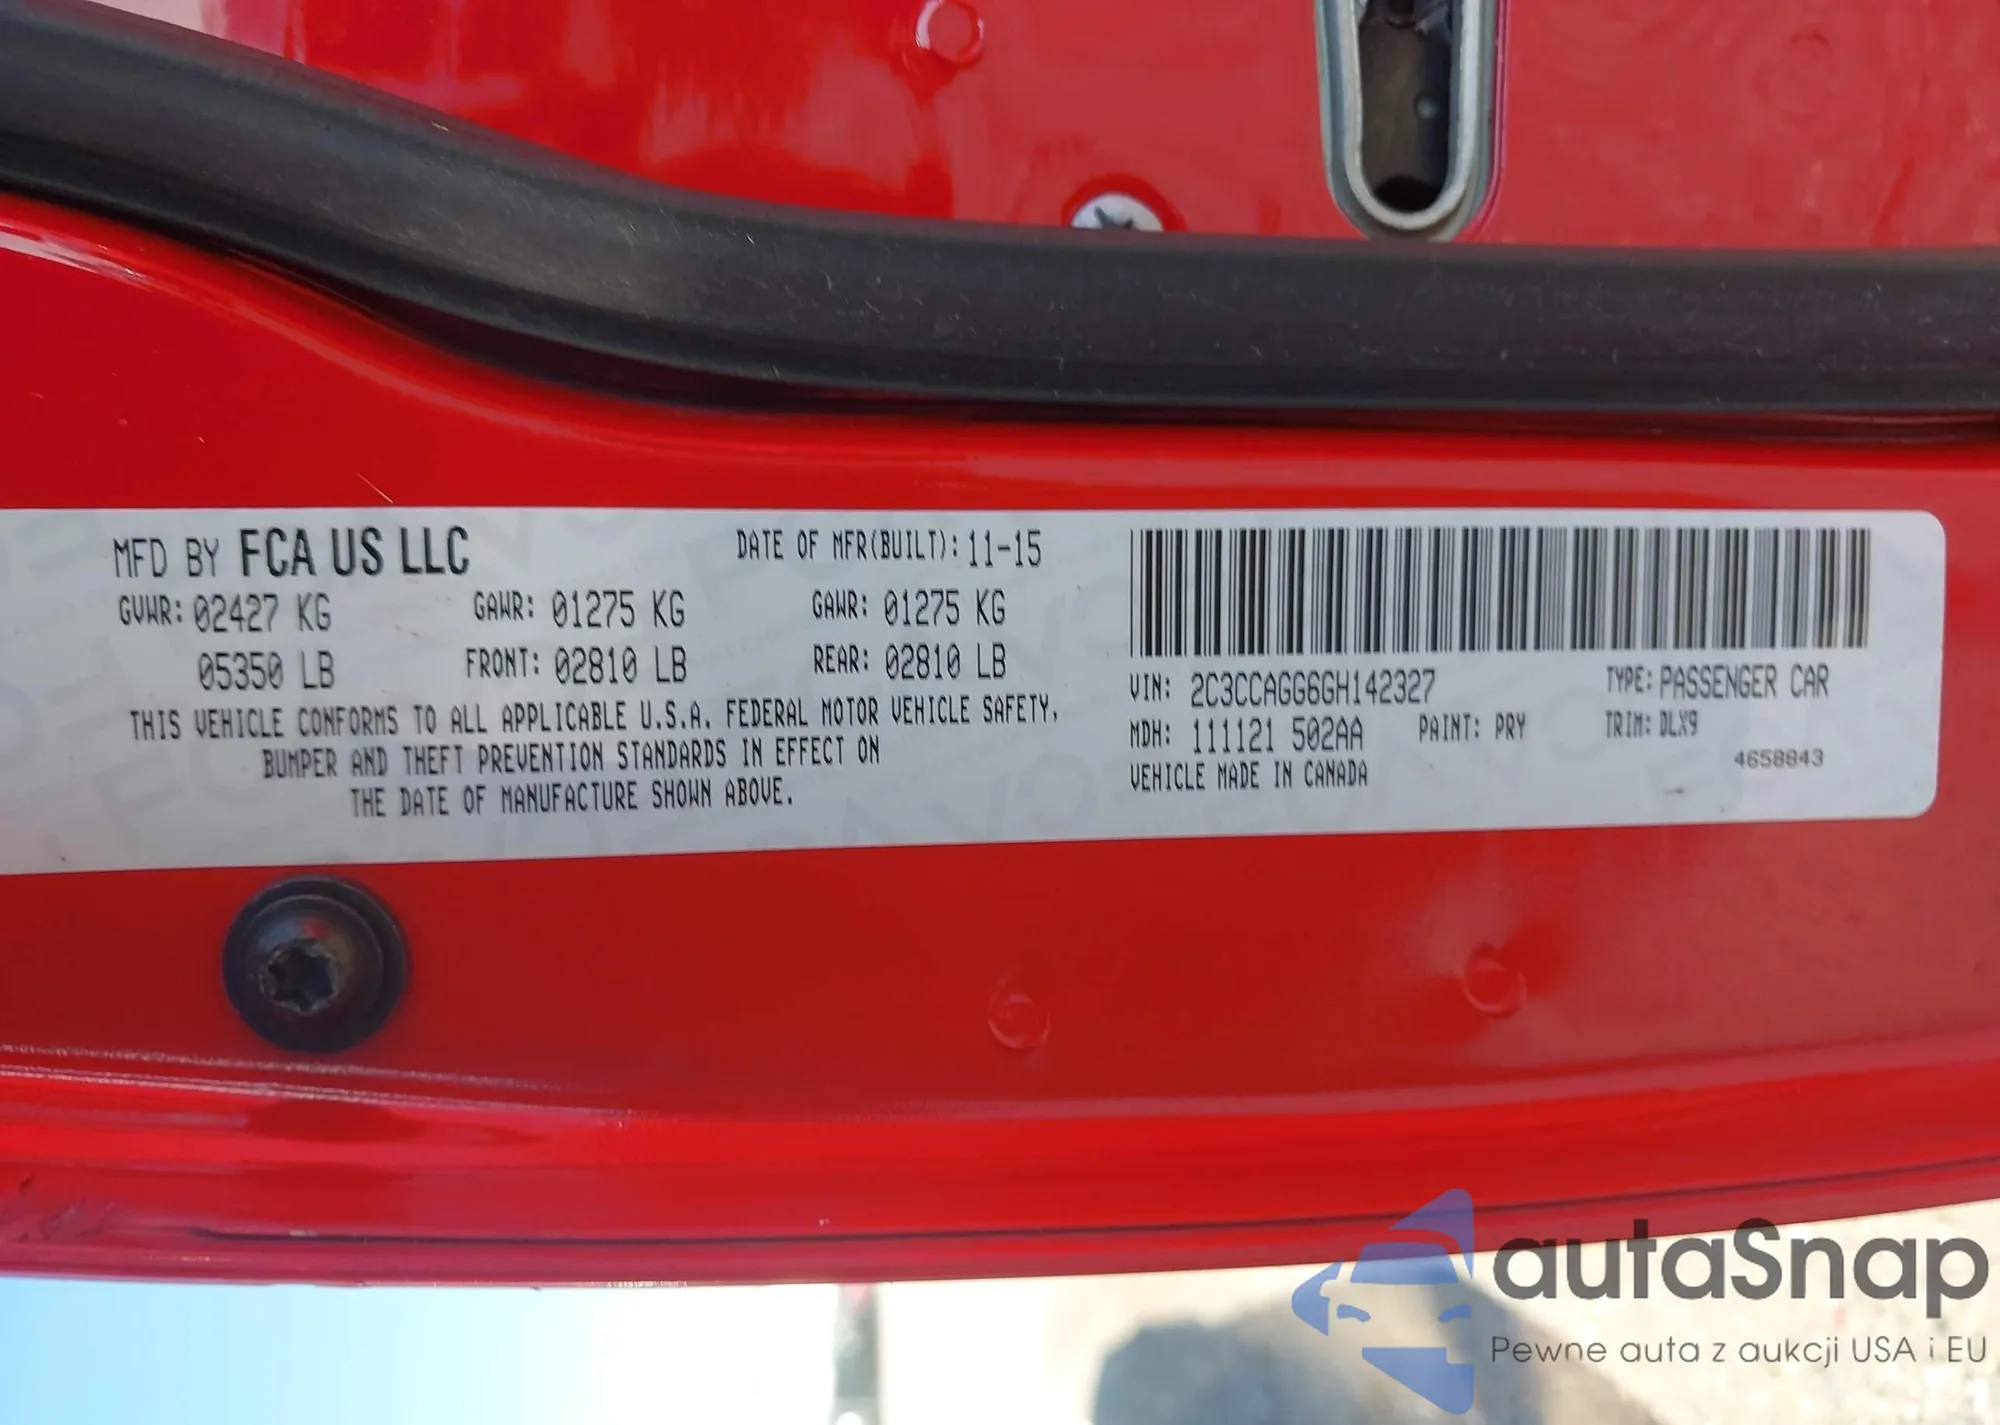 MFD BY FCA US LLC DATE OF MFR(BUILT): 11-15
GVWR: 02427 KG GAWR: 01275 KG GAWR: 01275 KG
05350 LB FRONT: 02810 LB REAR: 02810 LB
THIS VEHICLE CONFORMS TO ALL APPLICABLE U.S.A. FEDERAL MOTOR VEHICLE SAFETY,
BUMPER AND THEFT PREVENTION STANDARDS IN EFFECT ON
THE DATE OF MANUFACTURE SHOWN ABOVE.
VIN: 2C3CCAGG6GH142327 TYPE: PASSENGER CAR
MDH: 111121 502AA PAINT: PRY TRIM: DLX9
VEHICLE MADE IN CANADA 4658843
autaSnap
Pewne auta z aukcji USA i EU